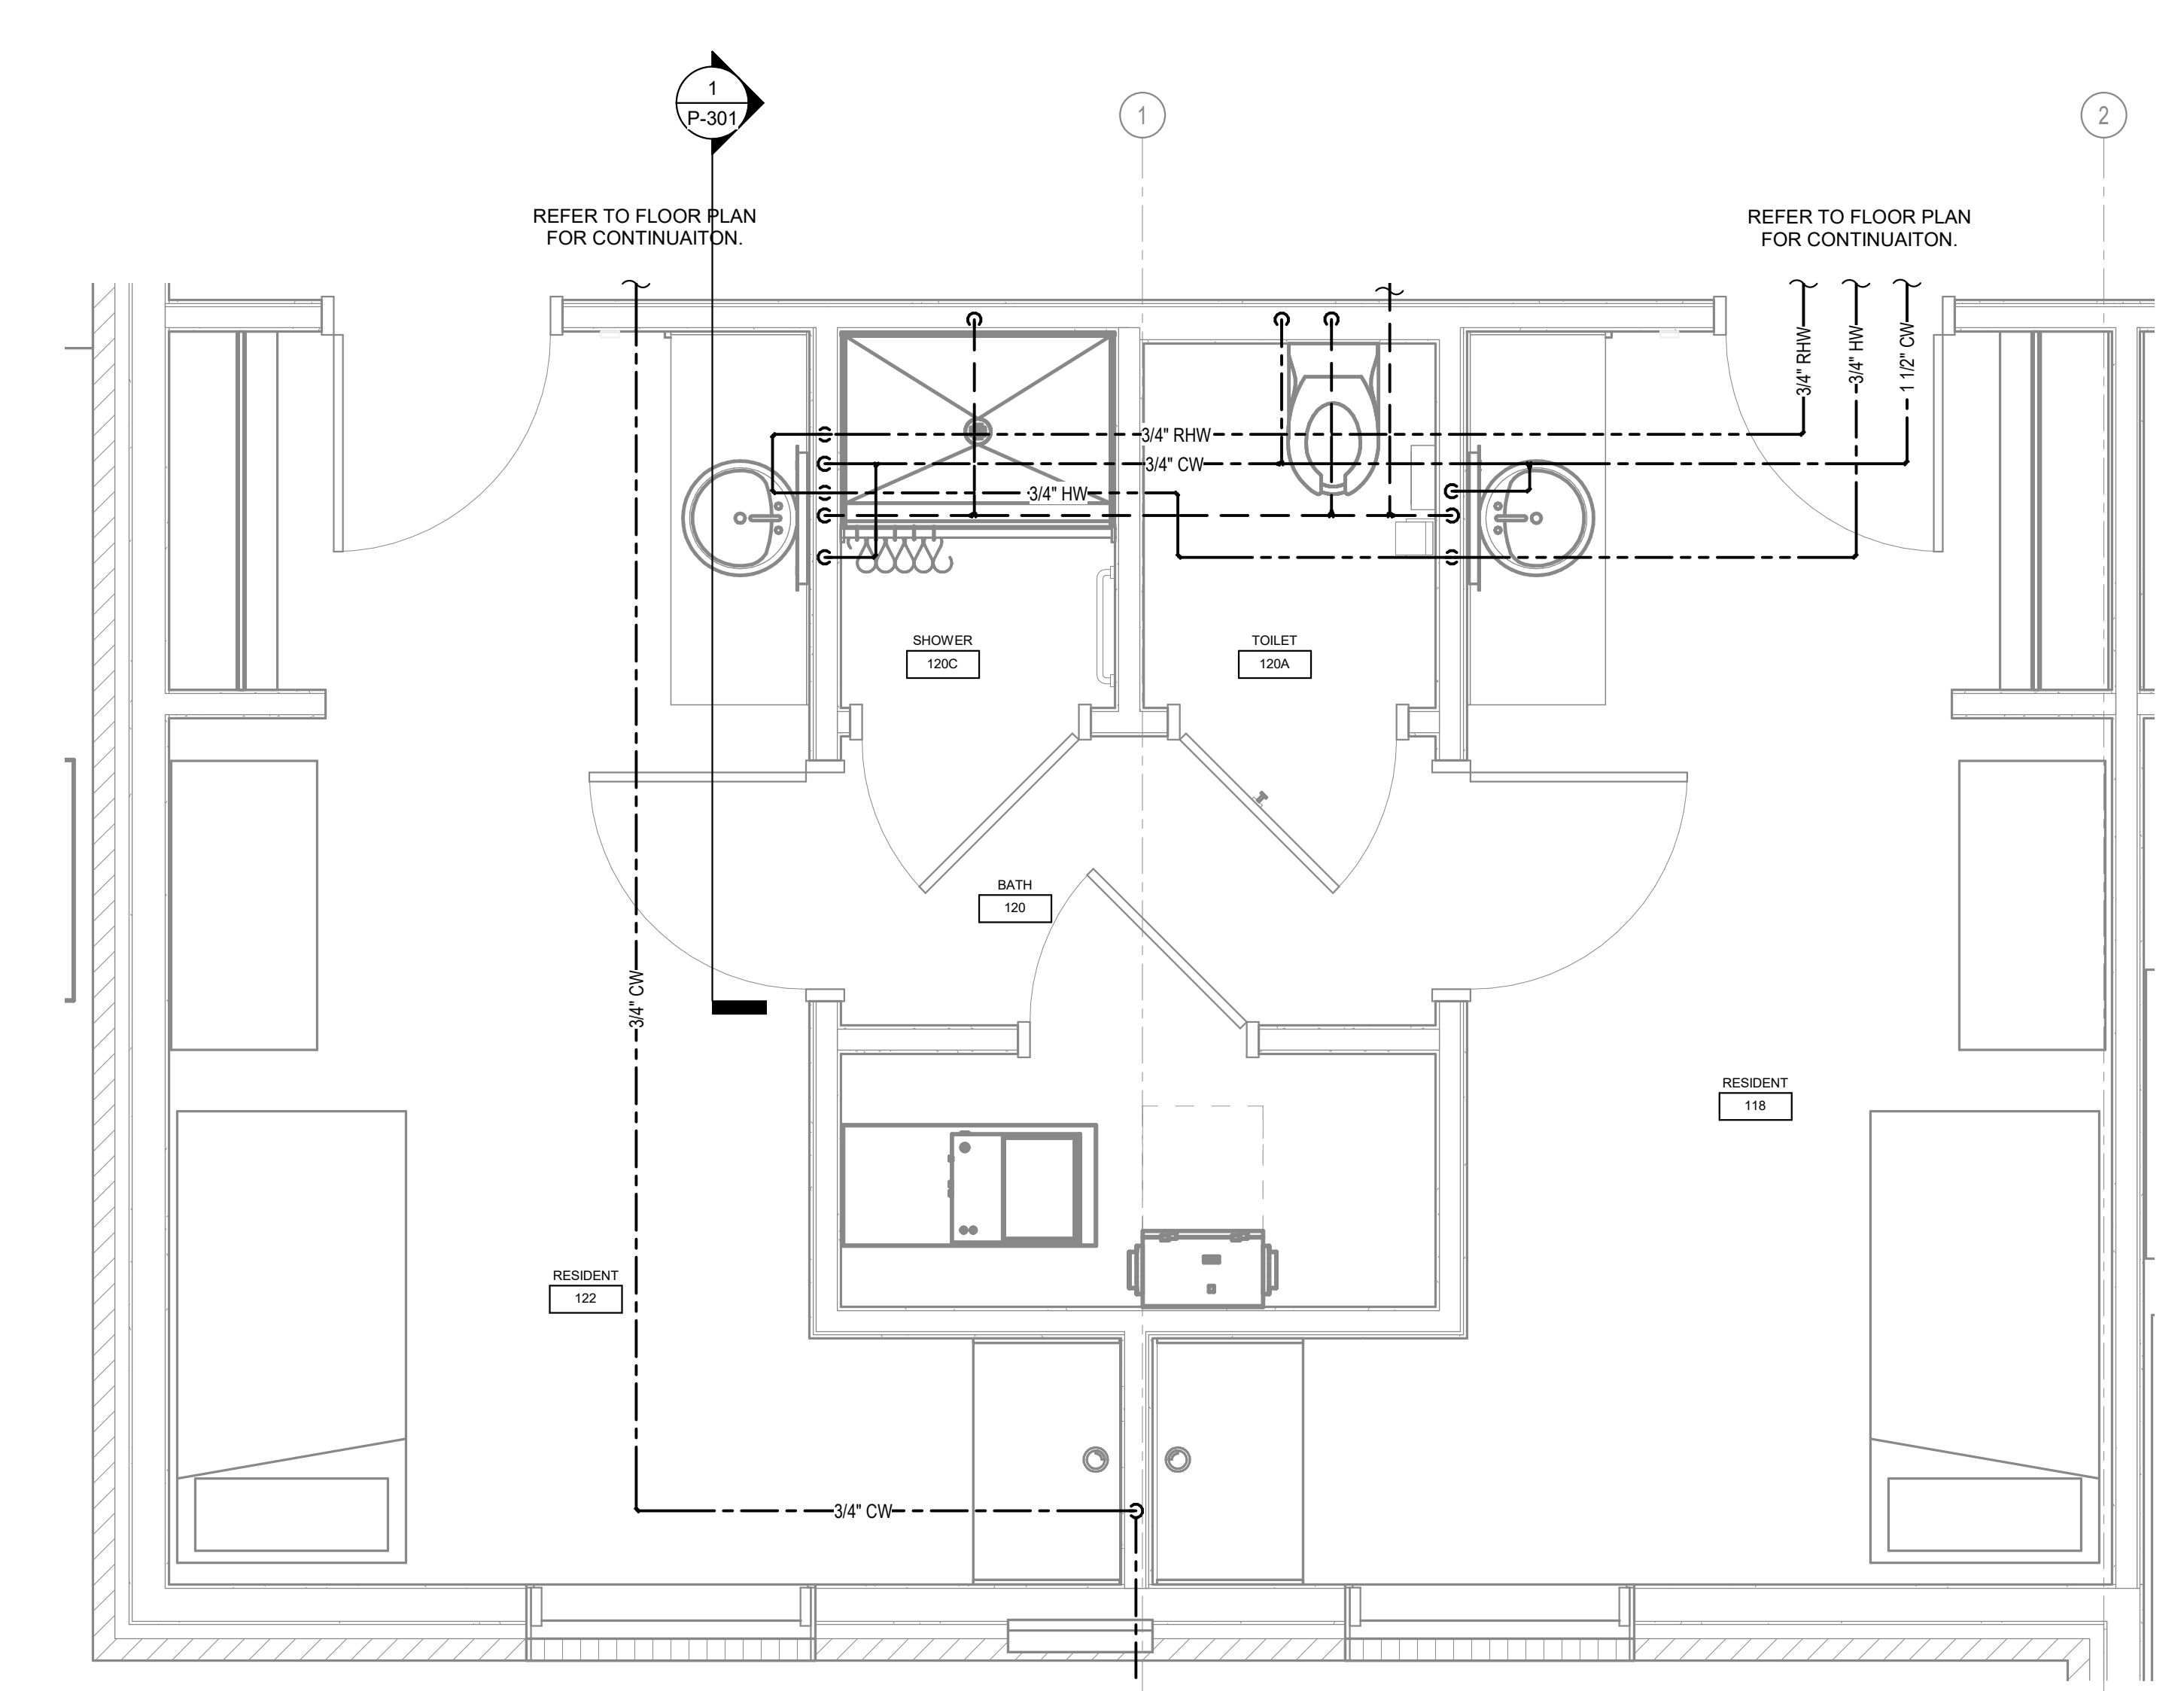 1
P-301
1
2
REFER TO FLOOR PLAN
FOR CONTINUAITON.
REFER TO FLOOR PLAN
FOR CONTINUAITON.
3/4" RHW
3/4" HW
1 1/2" CW
3/4" RHW
3/4" CW
3/4" HW
SHOWER
120C
TOILET
120A
BATH
120
3/4" CW
RESIDENT
118
RESIDENT
122
3/4" CW